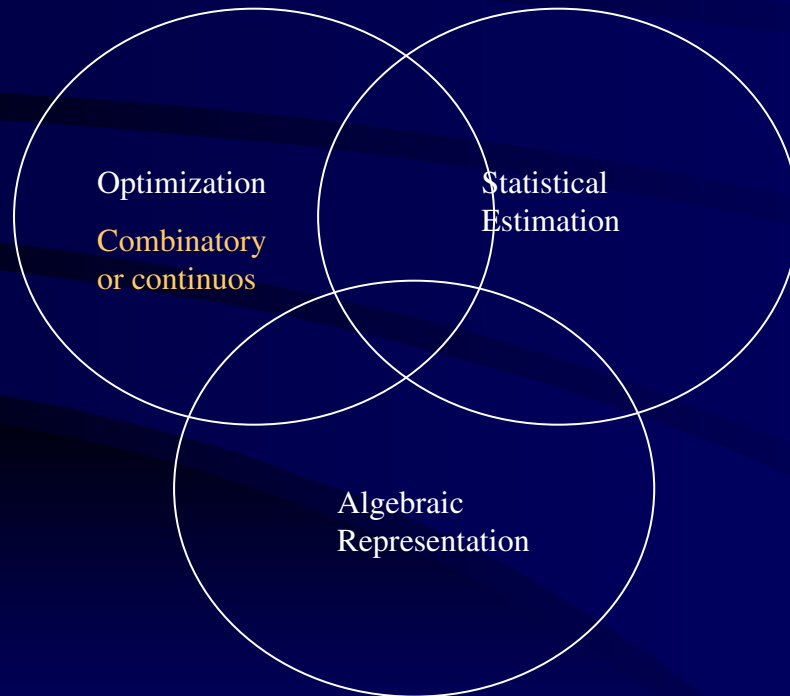 Optimization
Combinatory
or continuos
Statistical
Estimation
Algebraic
Representation